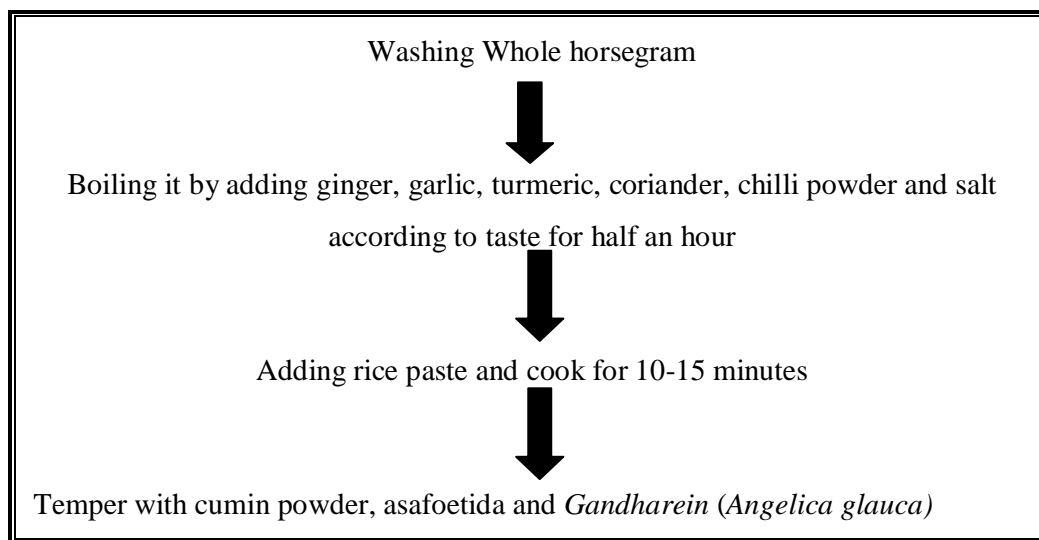 Washing Whole horsegram
Boiling it by adding ginger, garlic, turmeric, coriander, chilli powder and salt
according to taste for half an hour
Adding rice paste and cook for 10-15 minutes
Temper with cumin powder, asafoetida and Gandharein (Angelica glauca)